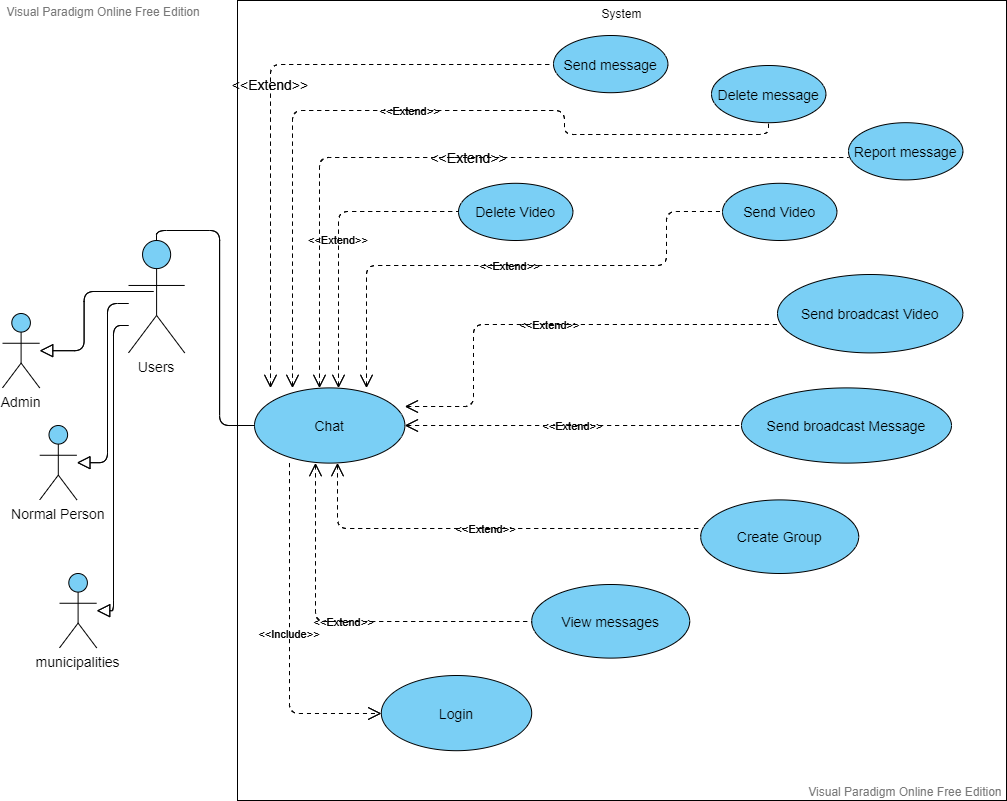 Visual Paradigm Online Free Edition
System
Send message
<<Extend>>
Delete message
<<Extend>>
Report message
<<Extend>>
Delete Video
Send Video
<<Extend>>
<<Extend>>
Send broadcast Video
<<Extend>>
Users
Admin
Chat
Send broadcast Message
<<Extend>>
Normal Person
Create Group
<<Extend>>
View messages
<<Extend>>
<<Include>>
municipalities
Login
Visual Paradigm Online Free Edition